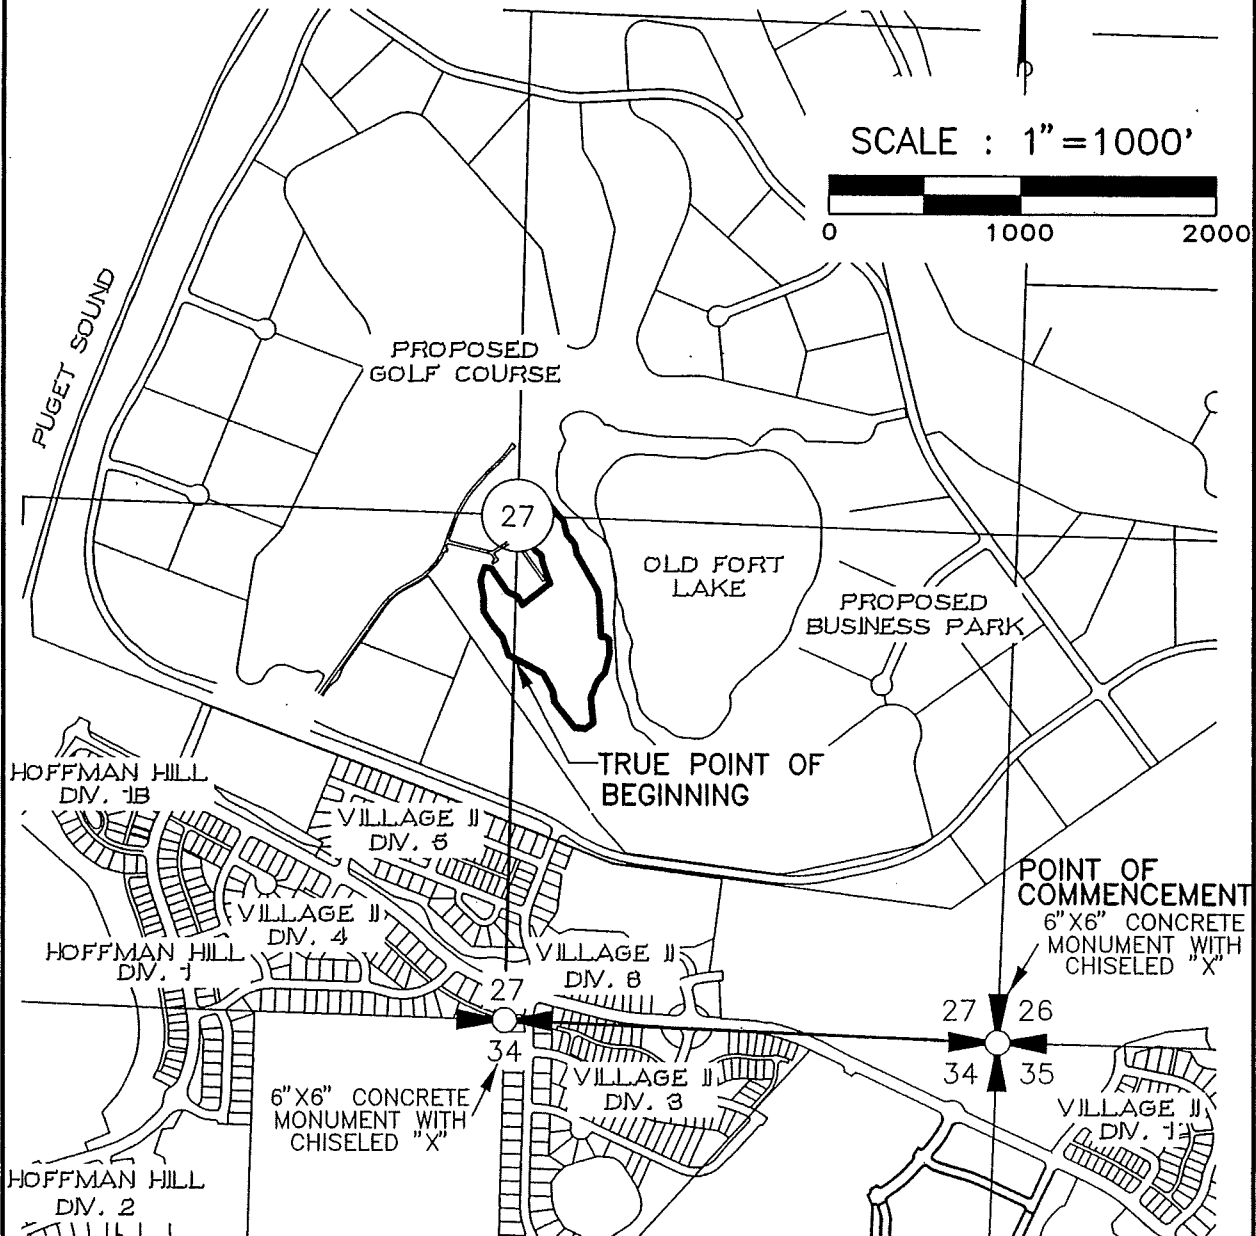 SCALE : 1"=1000'
0 1000 2000
PUGET SOUND
PROPOSED
GOLF COURSE
27
OLD FORT
LAKE
PROPOSED
BUSINESS PARK
TRUE POINT OF
BEGINNING
HOFFMAN HILL
DIV. 1B
VILLAGE II
DIV. 5
POINT OF
COMMENCEMENT
6"X6" CONCRETE
MONUMENT WITH
CHISELED "X"
VILLAGE II
DIV. 4
HOFFMAN HILL
DIV. 1
VILLAGE II
DIV. 8
27
34
27 26
34 35
6"X6" CONCRETE
MONUMENT WITH
CHISELED "X"
VILLAGE II
DIV. 3
VILLAGE II
DIV. 1
HOFFMAN HILL
DIV. 2